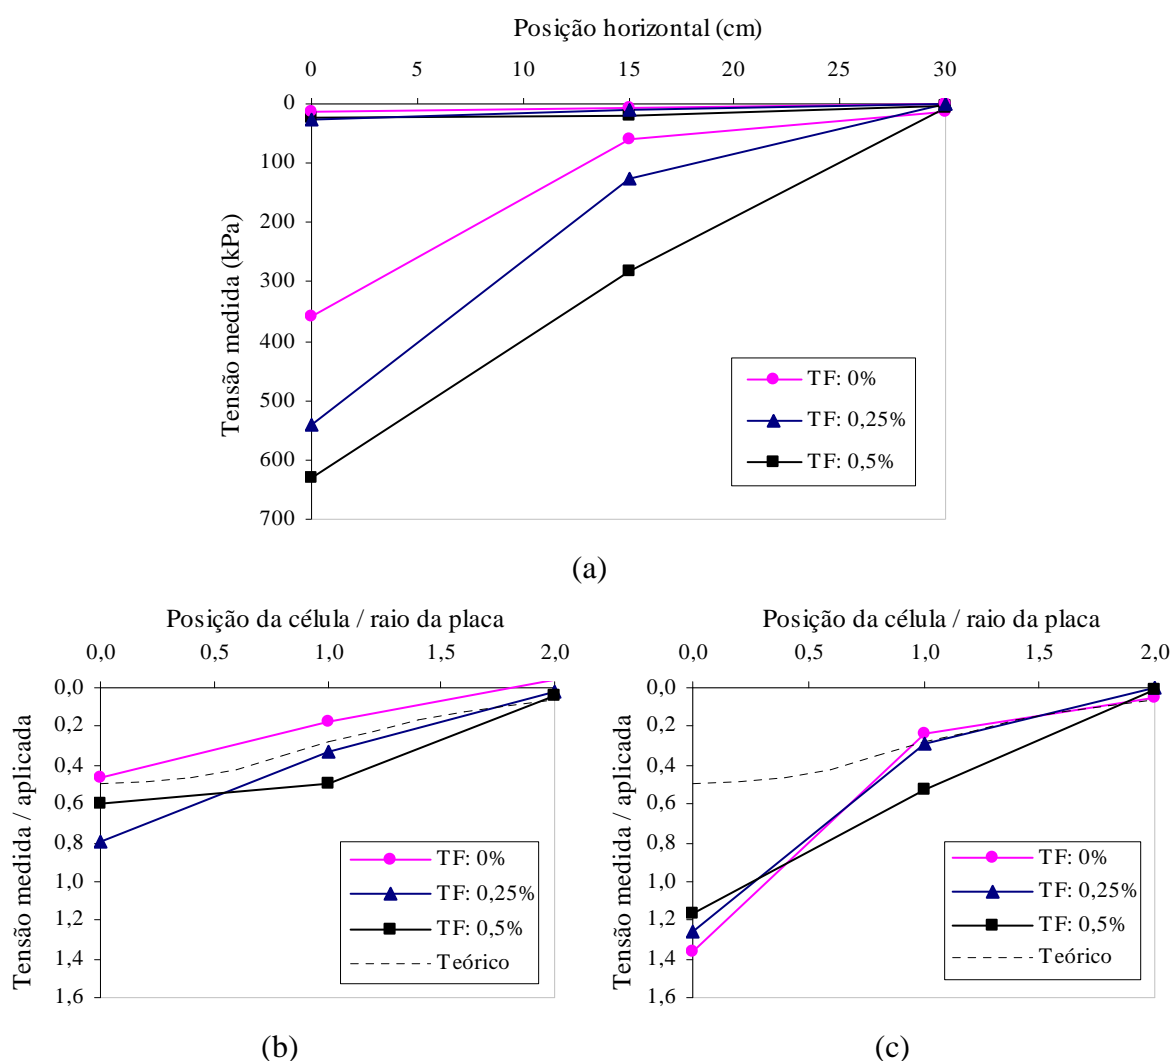 Posição horizontal (cm)
0 5 10 15 20 25 30
0
100
200
300
400
500
600
700
Tensão medida (kPa)
TF: 0%
TF: 0,25%
TF: 0,5%
(a)
Posição da célula / raio da placa
0,0 0,5 1,0 1,5 2,0
0,0
0,2
0,4
0,6
0,8
1,0
1,2
1,4
1,6
Tensão medida / aplicada
TF: 0%
TF: 0,25%
TF: 0,5%
Teórico
(b)
Posição da célula / raio da placa
0,0 0,5 1,0 1,5 2,0
0,0
0,2
0,4
0,6
0,8
1,0
1,2
1,4
1,6
Tensão medida / aplicada
TF: 0%
TF: 0,25%
TF: 0,5%
Teórico
(c)